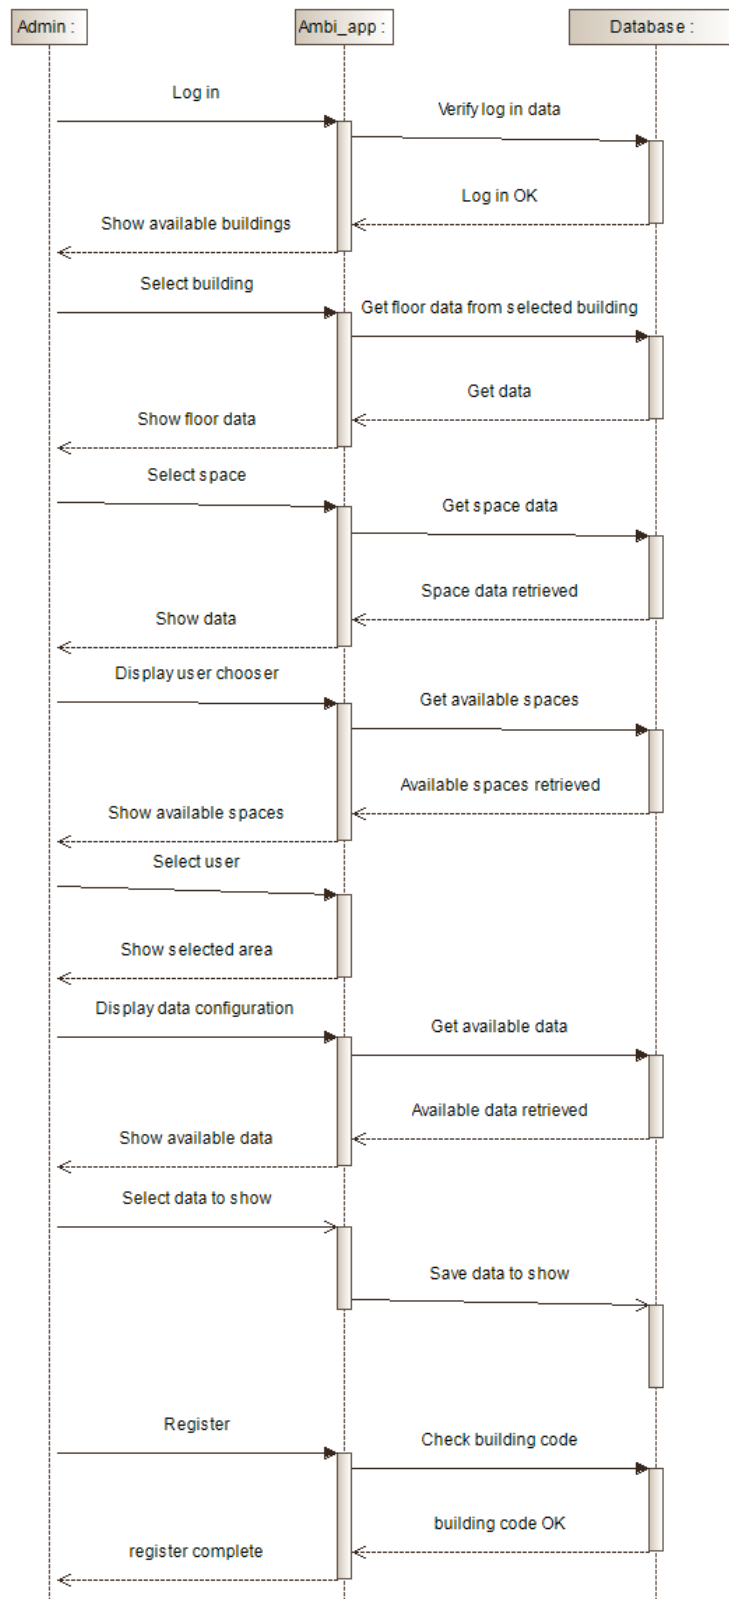 Admin :
Ambi_app :
Database :
Log in
Verify log in data
Log in OK
Show available buildings
Select building
Get floor data from selected building
Get data
Show floor data
Select space
Get space data
Space data retrieved
Show data
Display user chooser
Get available spaces
Available spaces retrieved
Show available spaces
Select user
Show selected area
Display data configuration
Get available data
Available data retrieved
Show available data
Select data to show
Save data to show
Register
Check building code
building code OK
register complete